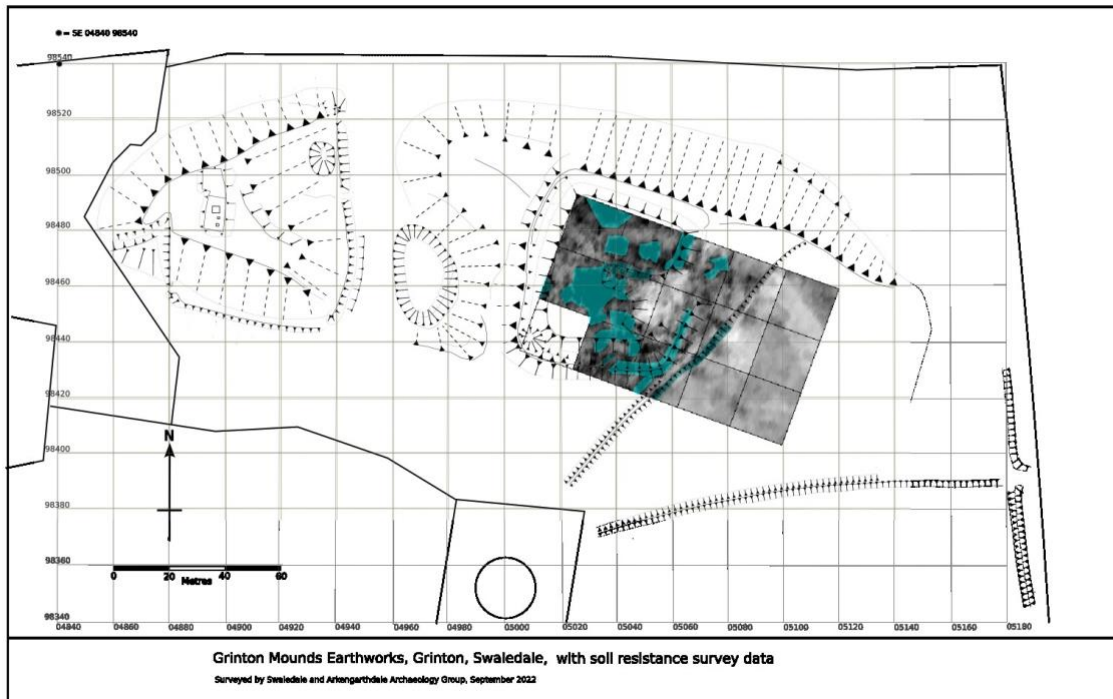 = SE 04840 98540
98540
98520
98500
98480
98460
98440
98420
98400
N
98380
98360
0 20 40 60
Metres
98340
04840 04860 04880 04900 04920 04940 04960 04980 05000 05020 05040 05060 05080 05100 05120 05140 05160 05180
Grinton Mounds Earthworks, Grinton, Swaledale, with soil resistance survey data
Surveyed by Swaledale and Arkengarthdale Archaeology Group, September 2022